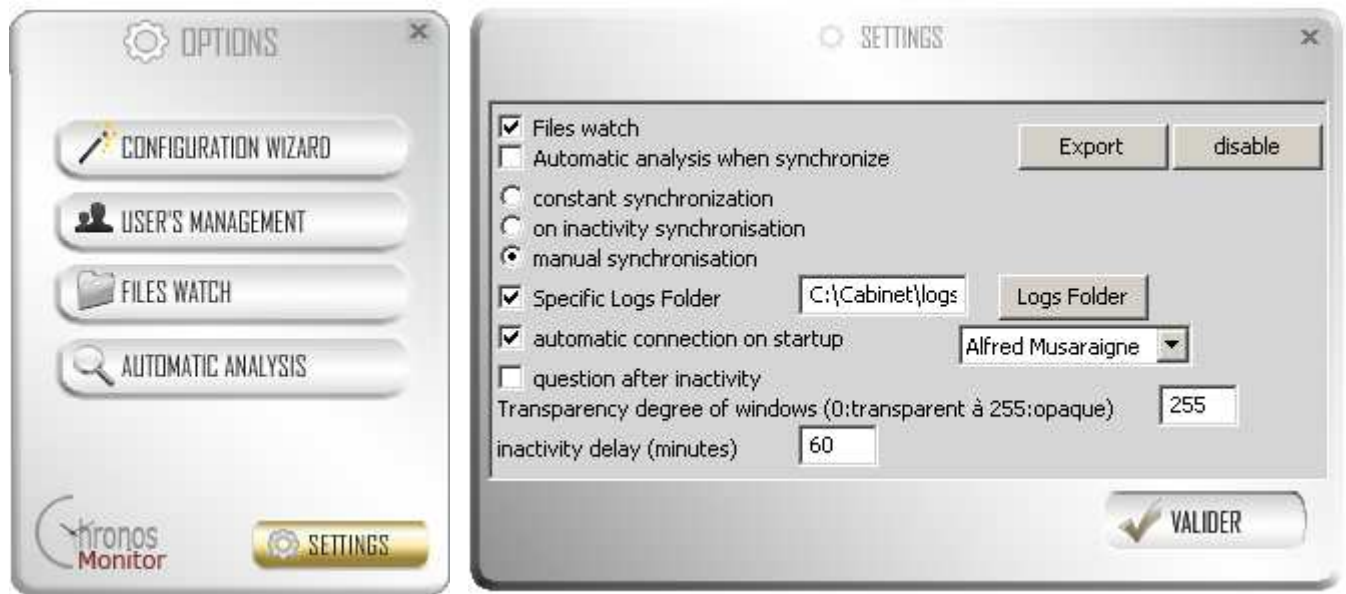 OPTIONS
CONFIGURATION WIZARD
USER'S MANAGEMENT
FILES WATCH
AUTOMATIC ANALYSIS
Kronos
Monitor
SETTINGS
SETTINGS
Files watch
Export
disable
Automatic analysis when synchronize
constant synchronization
on inactivity synchronisation
manual synchronisation
Specific Logs Folder
C:\Cabinet\logs
Logs Folder
automatic connection on startup
Alfred Musaraigne
question after inactivity
Transparency degree of windows (0:transparent à 255:opaque)
255
inactivity delay (minutes)
60
VALIDER